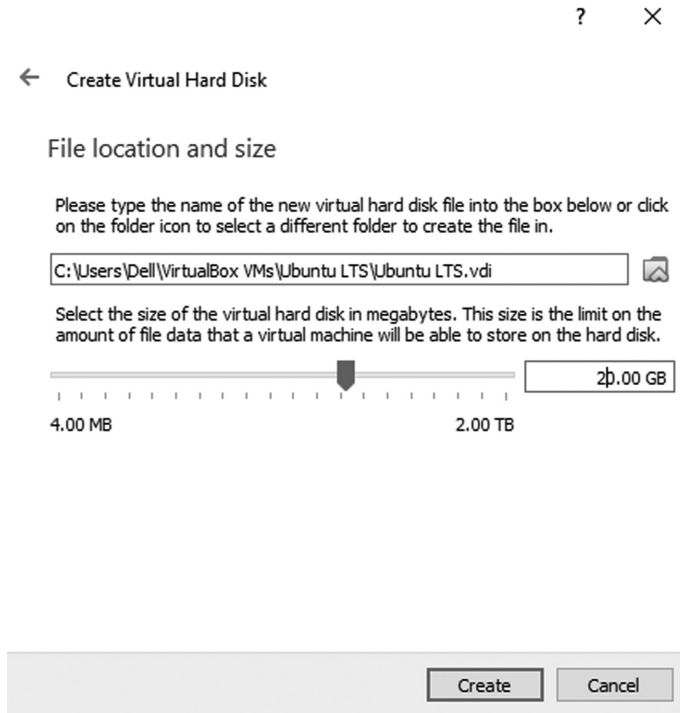 ?
Create Virtual Hard Disk
File location and size
Please type the name of the new virtual hard disk file into the box below or click
on the folder icon to select a different folder to create the file in.
C:\Users\Dell\VirtualBox VMs\Ubuntu LTS\Ubuntu LTS.vdi
Select the size of the virtual hard disk in megabytes. This size is the limit on the
amount of file data that a virtual machine will be able to store on the hard disk.
20.00 GB
4.00 MB 2.00 TB
Create Cancel